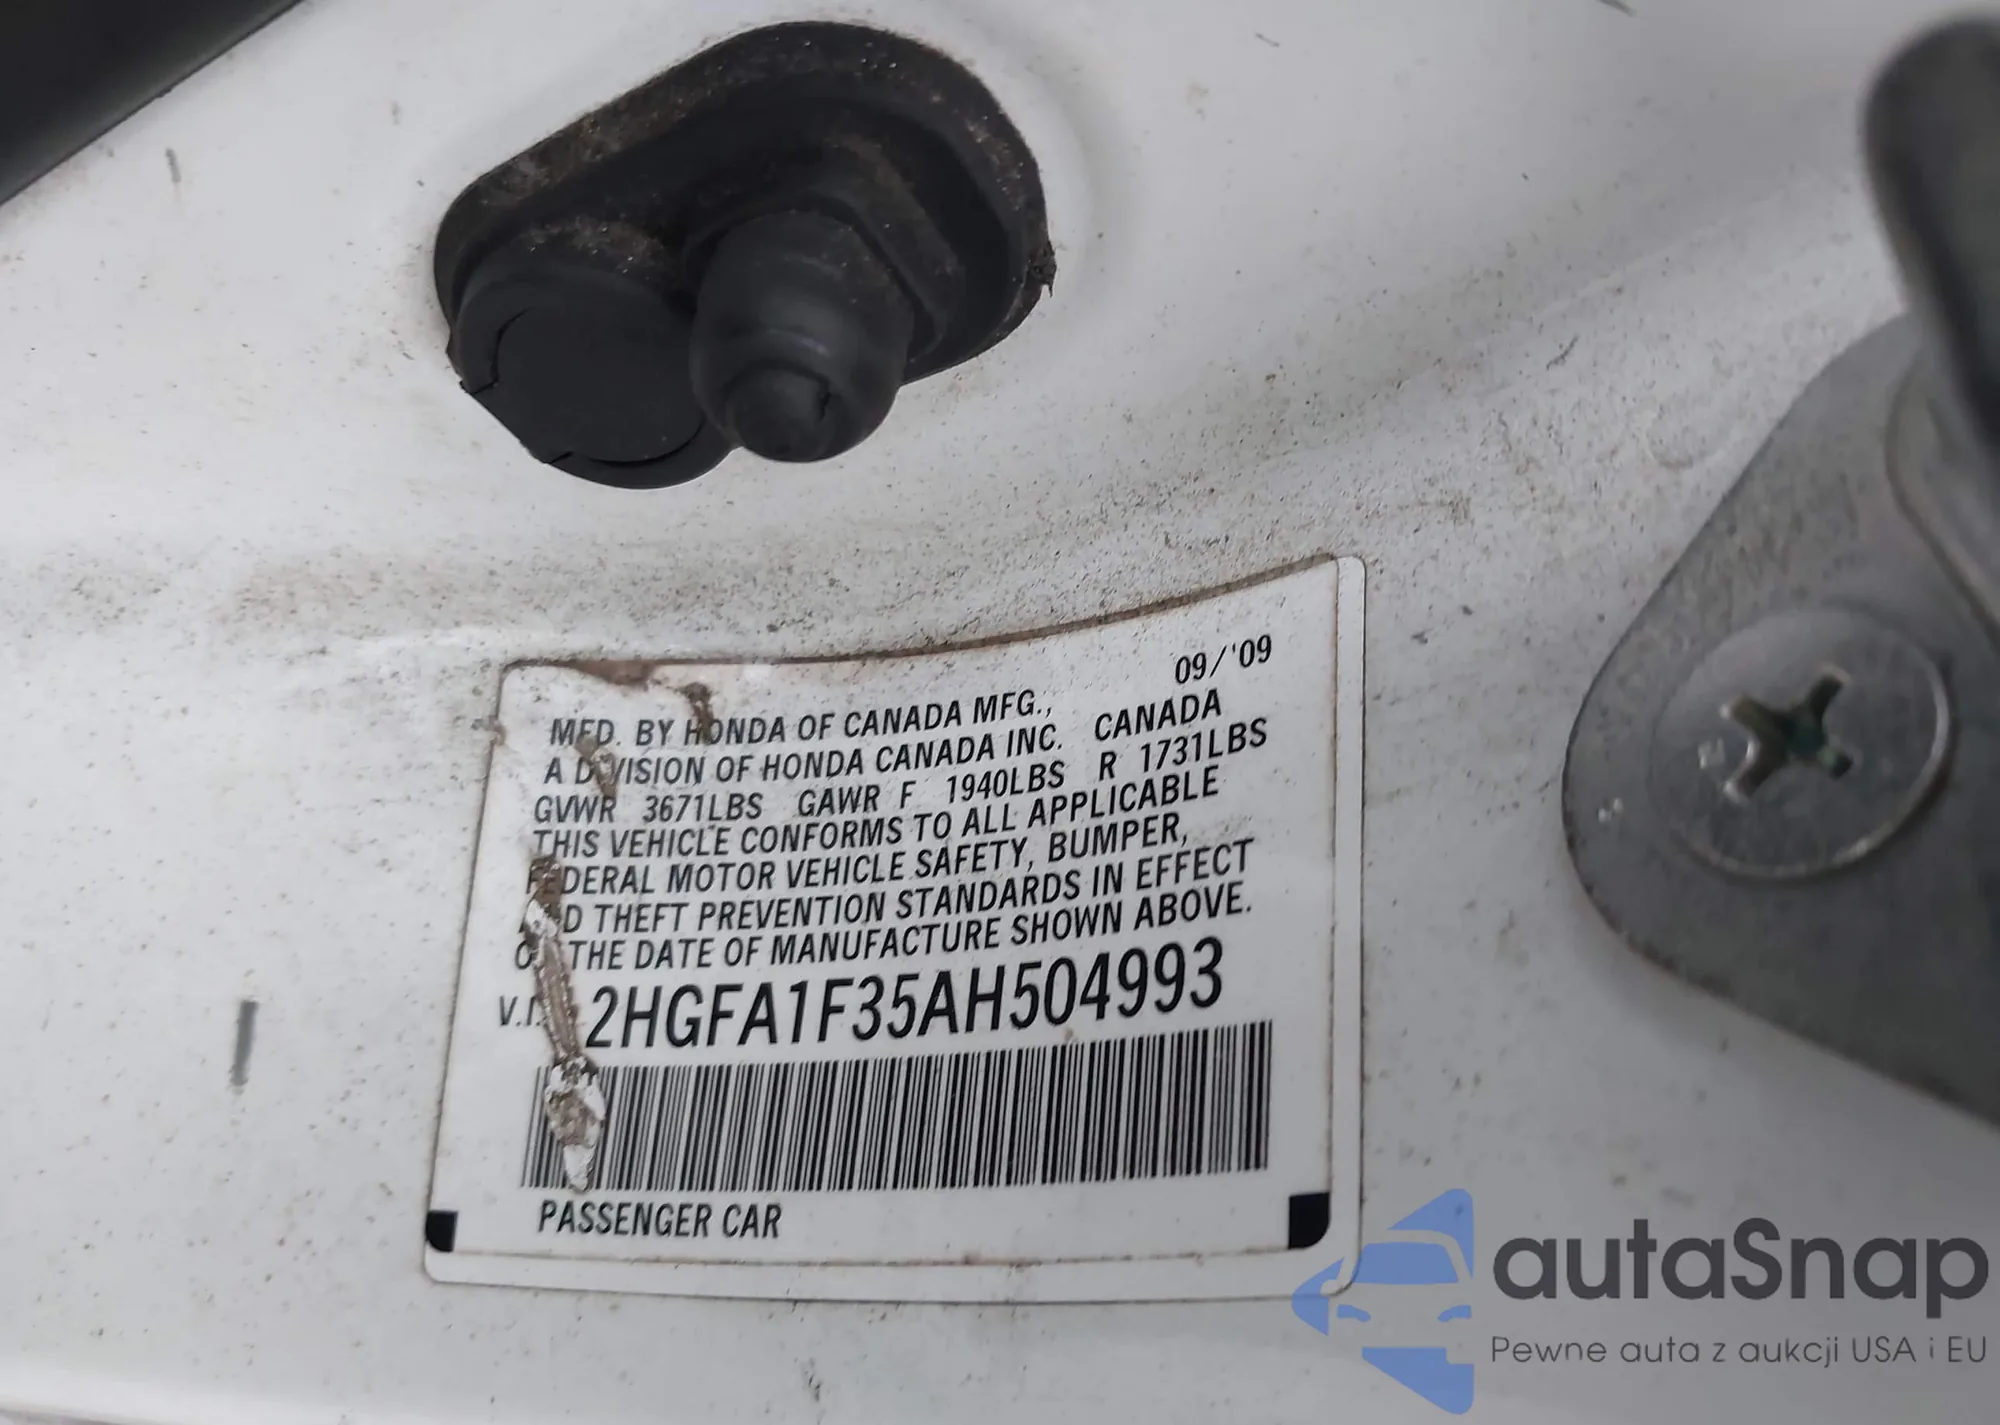 09/'09
MFD. BY HONDA OF CANADA MFG.,
A DIVISION OF HONDA CANADA INC. CANADA
GVWR 3671LBS GAWR F 1940LBS R 1731LBS
THIS VEHICLE CONFORMS TO ALL APPLICABLE
FEDERAL MOTOR VEHICLE SAFETY, BUMPER,
AND THEFT PREVENTION STANDARDS IN EFFECT
ON THE DATE OF MANUFACTURE SHOWN ABOVE.
V.I. 2HGFA1F35AH504993
PASSENGER CAR
autaSnap
Pewne auta z aukcji USA i EU